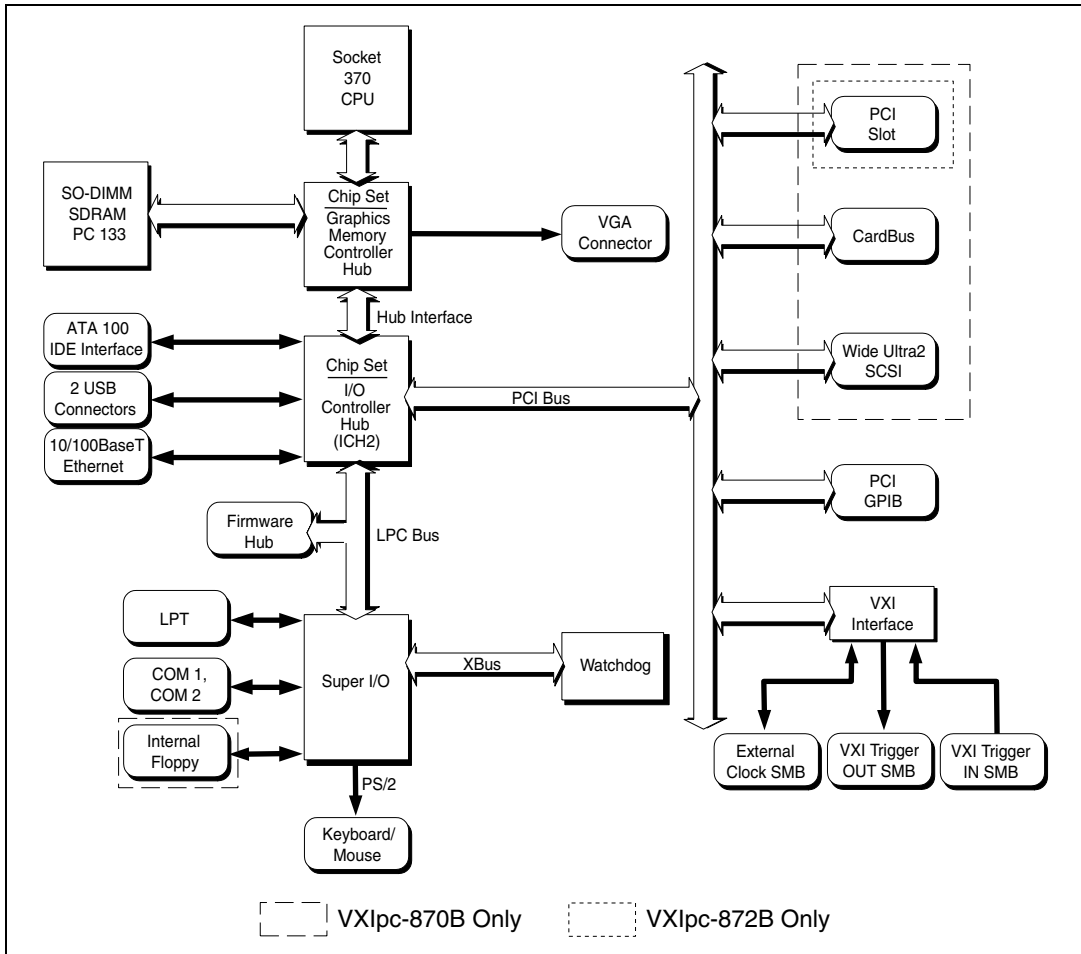 Socket
370
CPU
SO-DIMM
SDRAM
PC 133
Chip Set
Graphics
Memory
Controller
Hub
VGA
Connector
Hub Interface
ATA 100
IDE Interface
2 USB
Connectors
10/100BaseT
Ethernet
Chip Set
I/O
Controller
Hub
(ICH2)
PCI Bus
Firmware
Hub
LPC Bus
LPT
COM 1,
COM 2
Internal
Floppy
Super I/O
XBus
Watchdog
PS/2
Keyboard/
Mouse
PCI
Slot
CardBus
Wide Ultra2
SCSI
PCI
GPIB
VXI
Interface
External
Clock SMB
VXI Trigger
OUT SMB
VXI Trigger
IN SMB
VXIpc-870B Only
VXIpc-872B Only